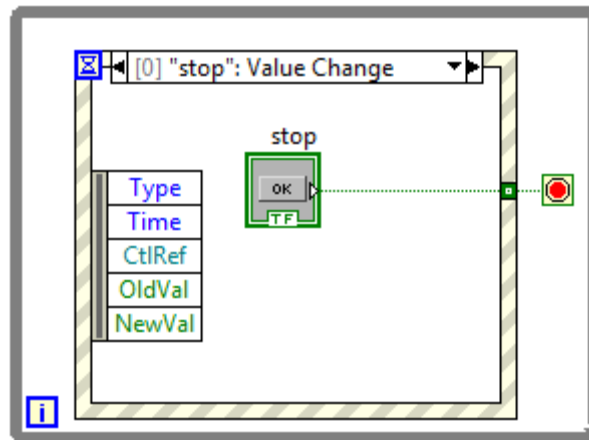 [0] "stop": Value Change
stop
OK
TF
Type
Time
CtlRef
OldVal
NewVal
i